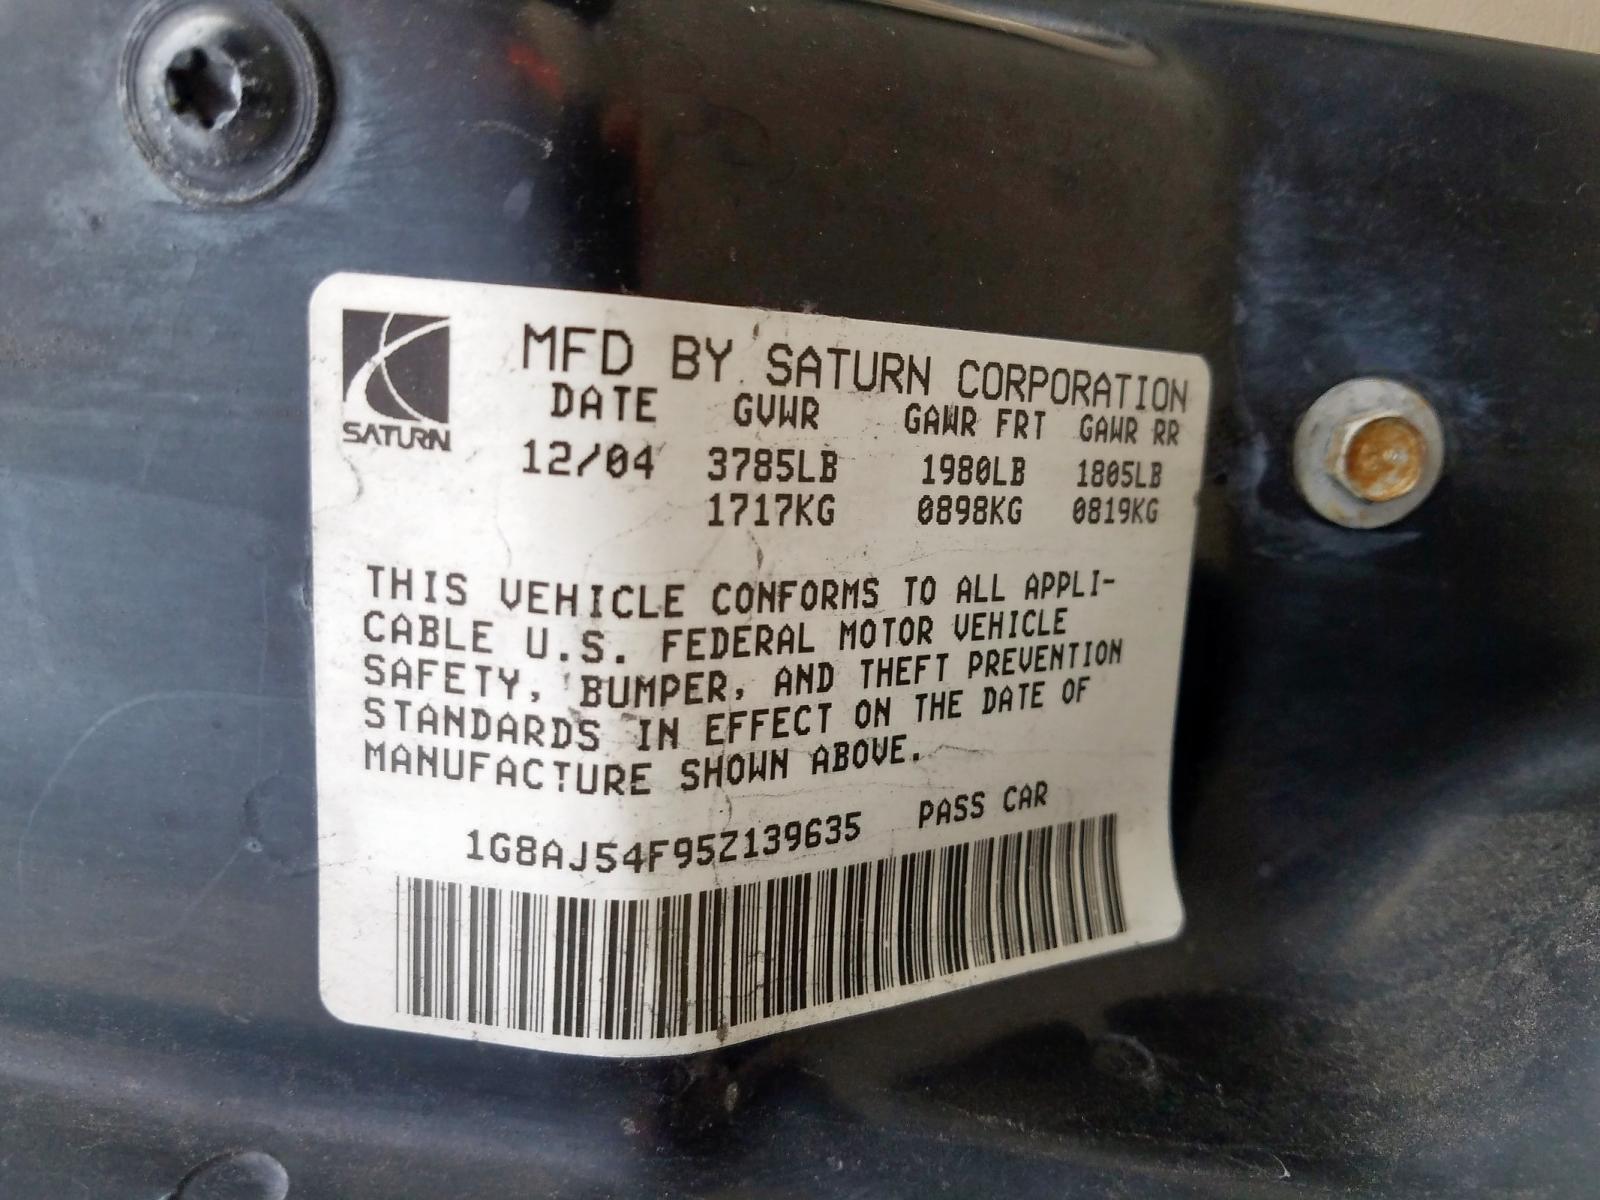 MFD BY SATURN CORPORATION
DATE GVWR GAWR FRT GAWR RR
SATURN
12/04 3785LB 1980LB 1805LB
1717KG 0898KG 0819KG
THIS VEHICLE CONFORMS TO ALL APPLI-
CABLE U.S. FEDERAL MOTOR VEHICLE
SAFETY, BUMPER, AND THEFT PREVENTION
STANDARDS IN EFFECT ON THE DATE OF
MANUFACTURE SHOWN ABOVE.
1G8AJ54F95Z139635 PASS CAR